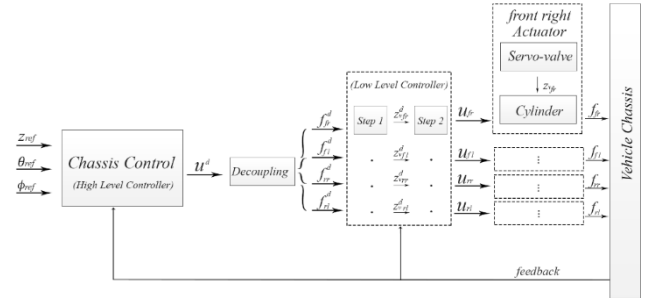 front right
Actuator
Servo-valve
z_vfr
Cylinder
(Low Level Controller)
Step 1
z^d_vfr
Step 2
z^d_vfl
z^d_vrr
z^d_vrl
z_ref
θ_ref
ϕ_ref
Chassis Control
(High Level Controller)
u^d
Decoupling
f^d_fr
f^d_fl
f^d_rr
f^d_rl
u_fr
u_fl
u_rr
u_rl
f_fr
f_fl
f_rr
f_rl
Vehicle Chassis
feedback